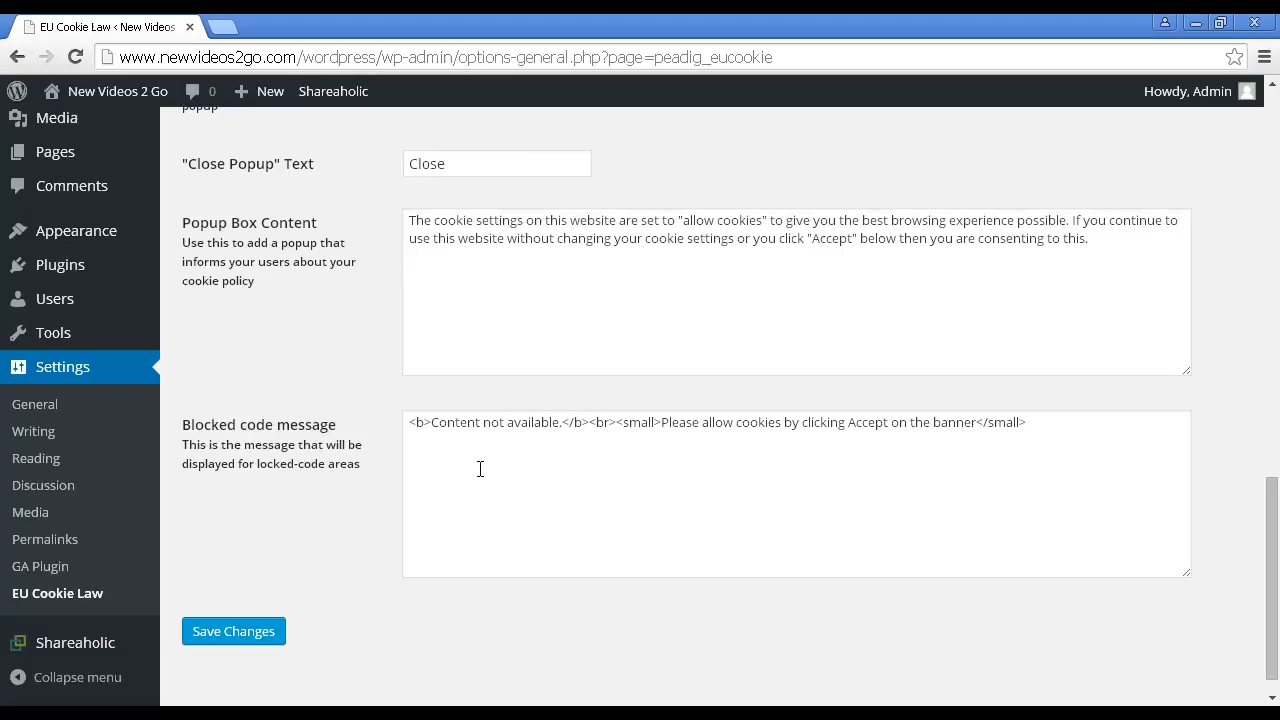 EU Cookie Law ‹ New Videos
www.newvideos2go.com/wordpress/wp-admin/options-general.php?page=peadig_eucookie
New Videos 2 Go 0 New Shareaholic Howdy, Admin
popup
Media
Pages
Comments
Appearance
Plugins
Users
Tools
Settings
General
Writing
Reading
Discussion
Media
Permalinks
GA Plugin
EU Cookie Law
Shareaholic
Collapse menu
"Close Popup" Text
Close
Popup Box Content
Use this to add a popup that
informs your users about your
cookie policy
The cookie settings on this website are set to "allow cookies" to give you the best browsing experience possible. If you continue to
use this website without changing your cookie settings or you click "Accept" below then you are consenting to this.
Blocked code message
This is the message that will be
displayed for locked-code areas
<b>Content not available.</b><br><small>Please allow cookies by clicking Accept on the banner</small>
Save Changes